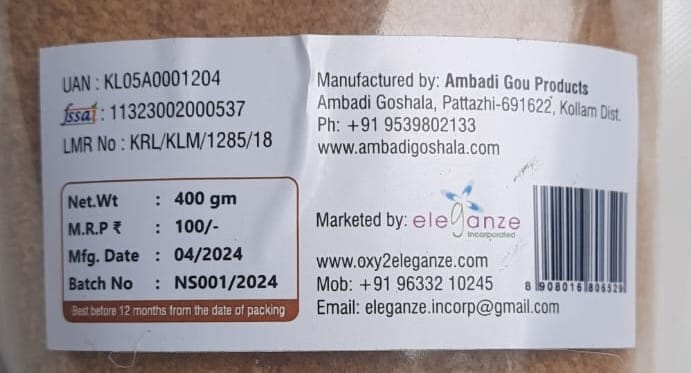 UAN : KL05A0001204
fssai : 11323002000537
LMR No : KRL/KLM/1285/18
Net.Wt : 400 gm
M.R.P ₹ : 100/-
Mfg. Date : 04/2024
Batch No : NS001/2024
Best before 12 months from the date of packing
Manufactured by: Ambadi Gou Products
Ambadi Goshala, Pattazhi-691622, Kollam Dist.
Ph: +91 9539802133
www.ambadigoshala.com
Marketed by: eleganze
Incorporated
www.oxy2eleganze.com
Mob: +91 96332 10245
Email: eleganze.incorp@gmail.com
8 908016 806529